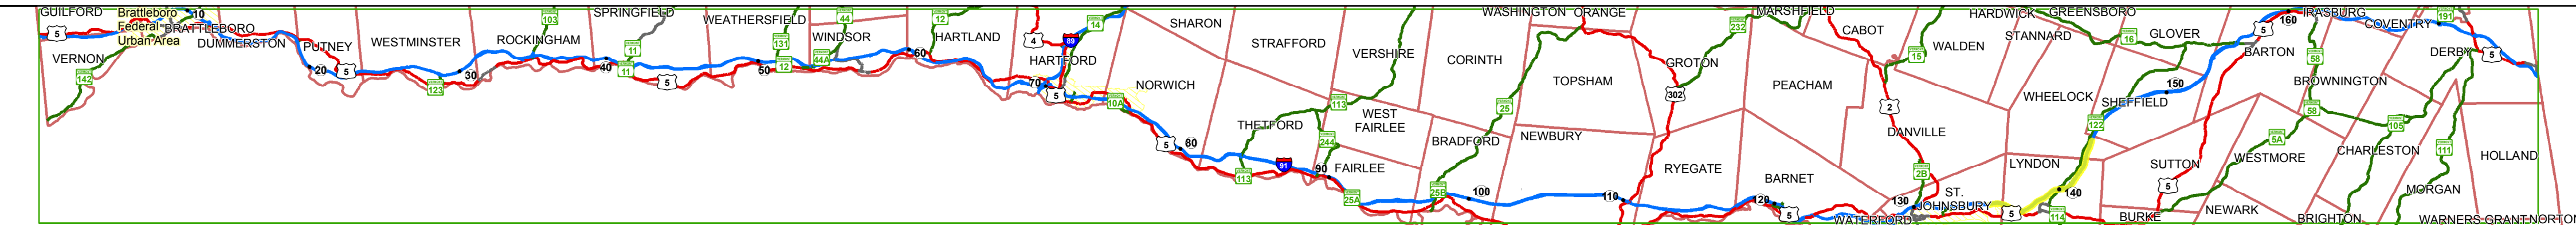 GUILFORD
Brattleboro
Federal
Urban Area
10
BRATTLEBORO
5
VERNON
142
DUMMERSTON
PUTNEY
20
5
WESTMINSTER
123
30
ROCKINGHAM
103
SPRINGFIELD
11
40
11
5
WEATHERSFIELD
131
50
12
44
WINDSOR
44A
12
HARTLAND
60
4
89
14
HARTFORD
70
5
10A
SHARON
NORWICH
5
80
STRAFFORD
VERSHIRE
113
THETFORD
244
113
91
90
WEST
FAIRLEE
FAIRLEE
25A
CORINTH
25
BRADFORD
25B
100
WASHINGTON
ORANGE
TOPSHAM
NEWBURY
110
302
GROTON
RYEGATE
232
MARSHFIELD
PEACHAM
BARNET
120
5
CABOT
2
DANVILLE
2B
130
WATERFORD
ST.
JOHNSBURY
15
WALDEN
HARDWICK
STANNARD
GREENSBORO
16
GLOVER
WHEELOCK
SHEFFIELD
122
150
LYNDON
140
5
114
BURKE
SUTTON
5
NEWARK
160
5
BARTON
IRASBURG
COVENTRY
191
58
BROWNINGTON
58
5A
WESTMORE
DERBY
5
105
CHARLESTON
111
HOLLAND
MORGAN
BRIGHTON
WARNERS GRANT
NORTON